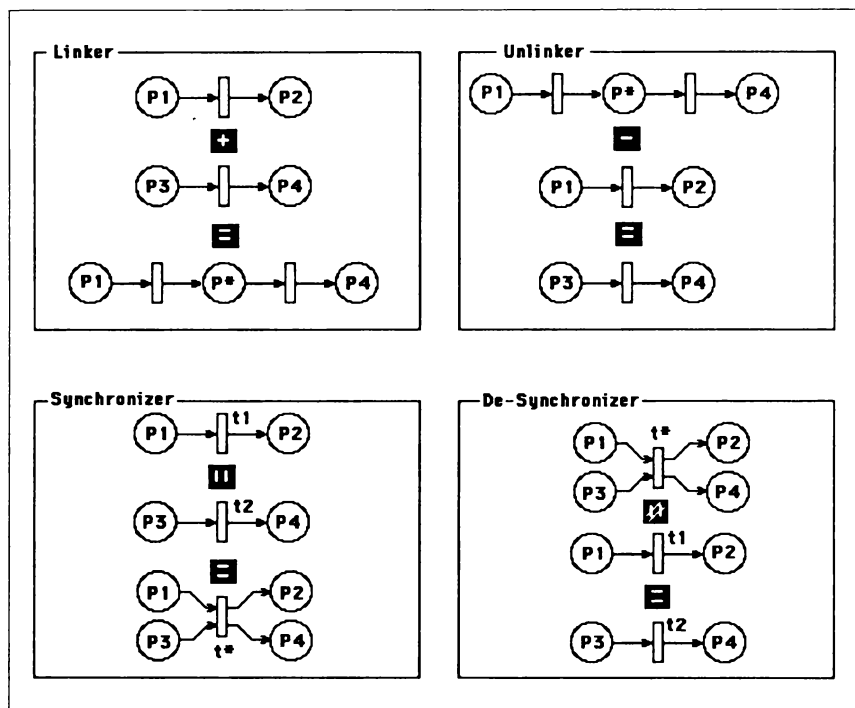 Linker
P1 P2
+
P3 P4
=
P1 P* P4
Unlinker
P1 P* P4
-
P1 P2
=
P3 P4
Synchronizer
t1
P1 P2
||
t2
P3 P4
=
P1 P2
P3 P4
t*
De-Synchronizer
t*
P1 P2
P3 P4
t1
P1 P2
=
t2
P3 P4